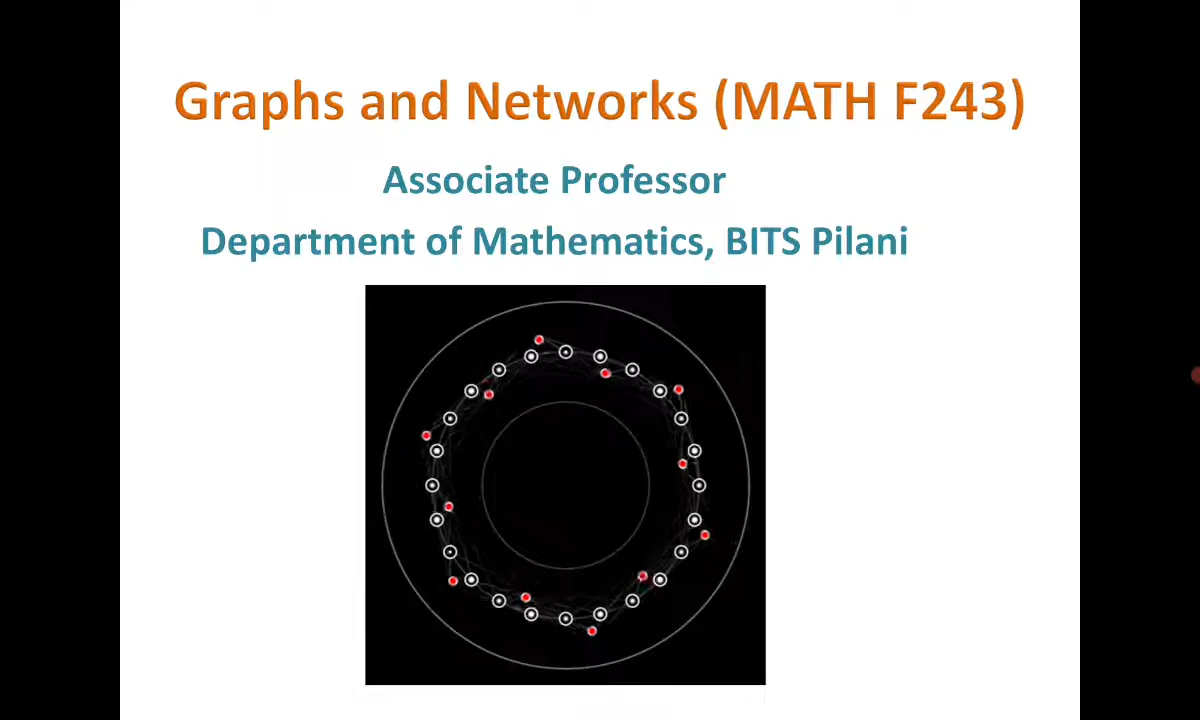 Graphs and Networks (MATH F243)
Associate Professor
Department of Mathematics, BITS Pilani